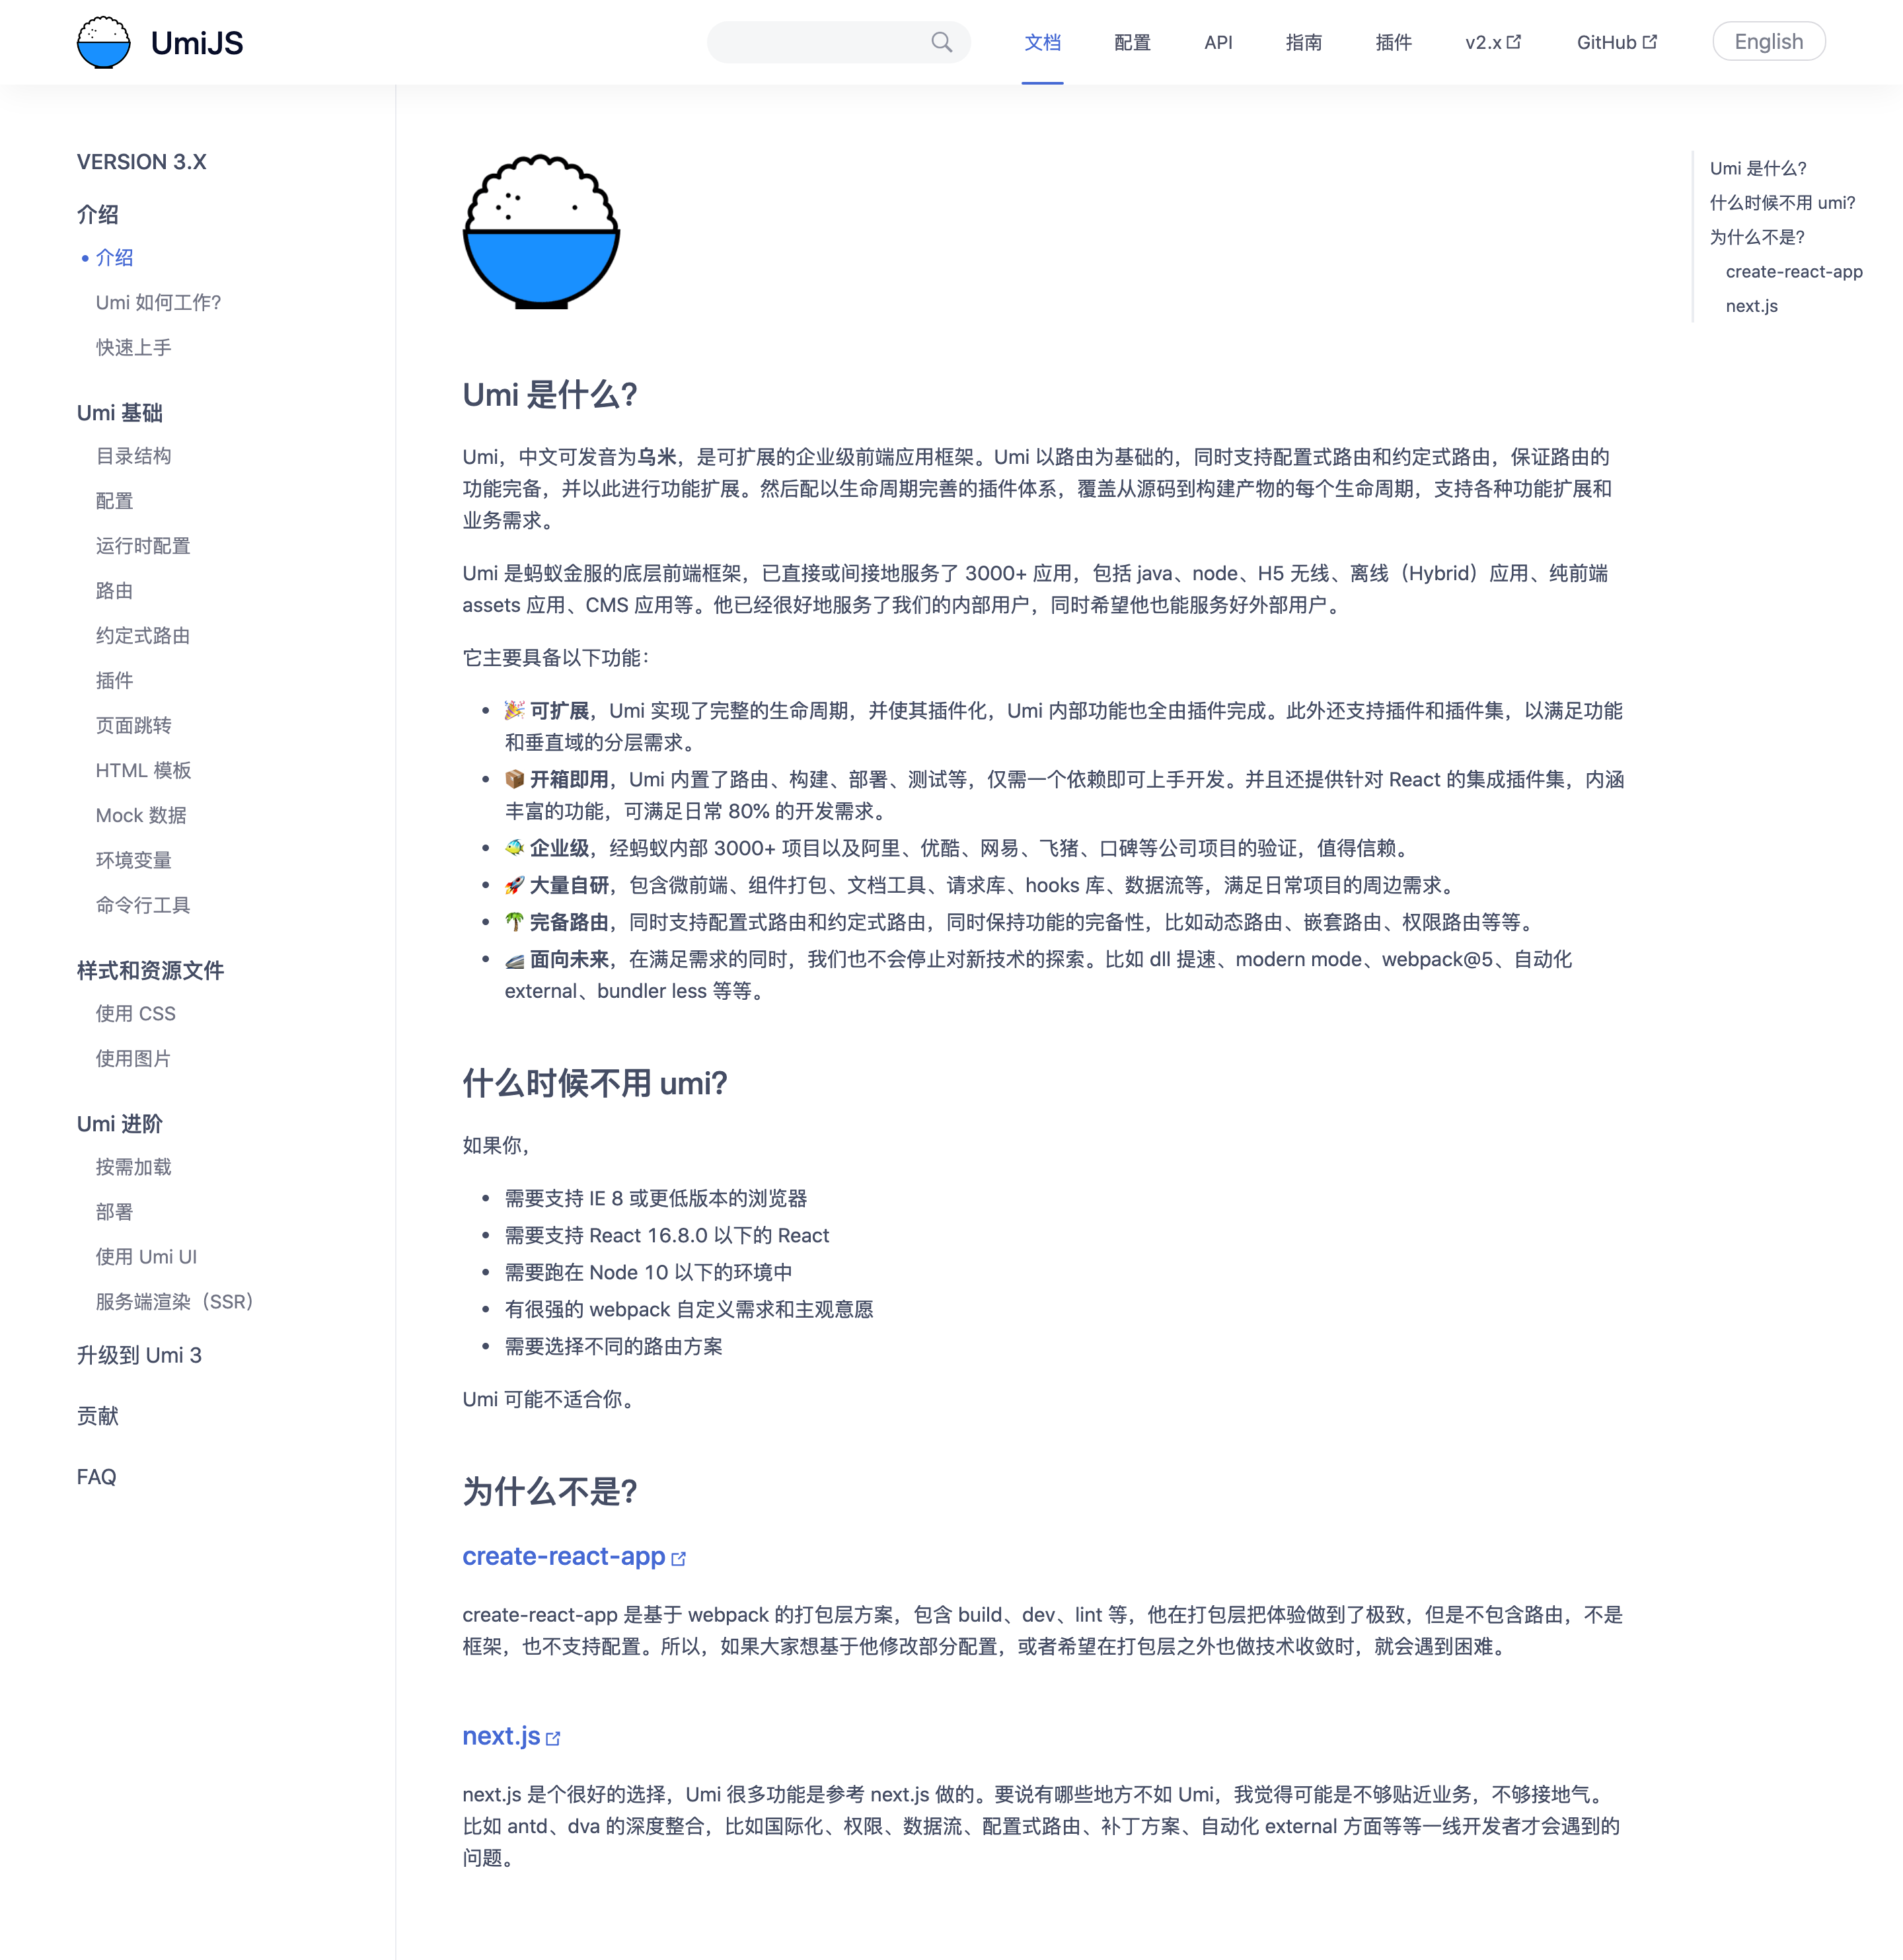 UmiJS
文档
配置
API
指南
插件
v2.x
GitHub
English
VERSION 3.X
介绍
介绍
Umi 如何工作?
快速上手
Umi 基础
目录结构
配置
运行时配置
路由
约定式路由
插件
页面跳转
HTML 模板
Mock 数据
环境变量
命令行工具
样式和资源文件
使用 CSS
使用图片
Umi 进阶
按需加载
部署
使用 Umi UI
服务端渲染（SSR）
升级到 Umi 3
贡献
FAQ
Umi 是什么?
Umi，中文可发音为乌米，是可扩展的企业级前端应用框架。Umi 以路由为基础的，同时支持配置式路由和约定式路由，保证路由的
功能完备，并以此进行功能扩展。然后配以生命周期完善的插件体系，覆盖从源码到构建产物的每个生命周期，支持各种功能扩展和
业务需求。
Umi 是蚂蚁金服的底层前端框架，已直接或间接地服务了 3000+ 应用，包括 java、node、H5 无线、离线（Hybrid）应用、纯前端
assets 应用、CMS 应用等。他已经很好地服务了我们的内部用户，同时希望他也能服务好外部用户。
它主要具备以下功能：
• 🎉 可扩展，Umi 实现了完整的生命周期，并使其插件化，Umi 内部功能也全由插件完成。此外还支持插件和插件集，以满足功能
和垂直域的分层需求。
• 📦 开箱即用，Umi 内置了路由、构建、部署、测试等，仅需一个依赖即可上手开发。并且还提供针对 React 的集成插件集，内涵
丰富的功能，可满足日常 80% 的开发需求。
• 🐠 企业级，经蚂蚁内部 3000+ 项目以及阿里、优酷、网易、飞猪、口碑等公司项目的验证，值得信赖。
• 🚀 大量自研，包含微前端、组件打包、文档工具、请求库、hooks 库、数据流等，满足日常项目的周边需求。
• 🌴 完备路由，同时支持配置式路由和约定式路由，同时保持功能的完备性，比如动态路由、嵌套路由、权限路由等等。
• 🚄 面向未来，在满足需求的同时，我们也不会停止对新技术的探索。比如 dll 提速、modern mode、webpack@5、自动化
external、bundler less 等等。
什么时候不用 umi?
如果你，
• 需要支持 IE 8 或更低版本的浏览器
• 需要支持 React 16.8.0 以下的 React
• 需要跑在 Node 10 以下的环境中
• 有很强的 webpack 自定义需求和主观意愿
• 需要选择不同的路由方案
Umi 可能不适合你。
为什么不是?
create-react-app
create-react-app 是基于 webpack 的打包层方案，包含 build、dev、lint 等，他在打包层把体验做到了极致，但是不包含路由，不是
框架，也不支持配置。所以，如果大家想基于他修改部分配置，或者希望在打包层之外也做技术收敛时，就会遇到困难。
next.js
next.js 是个很好的选择，Umi 很多功能是参考 next.js 做的。要说有哪些地方不如 Umi，我觉得可能是不够贴近业务，不够接地气。
比如 antd、dva 的深度整合，比如国际化、权限、数据流、配置式路由、补丁方案、自动化 external 方面等等一线开发者才会遇到的
问题。
Umi 是什么?
什么时候不用 umi?
为什么不是?
create-react-app
next.js